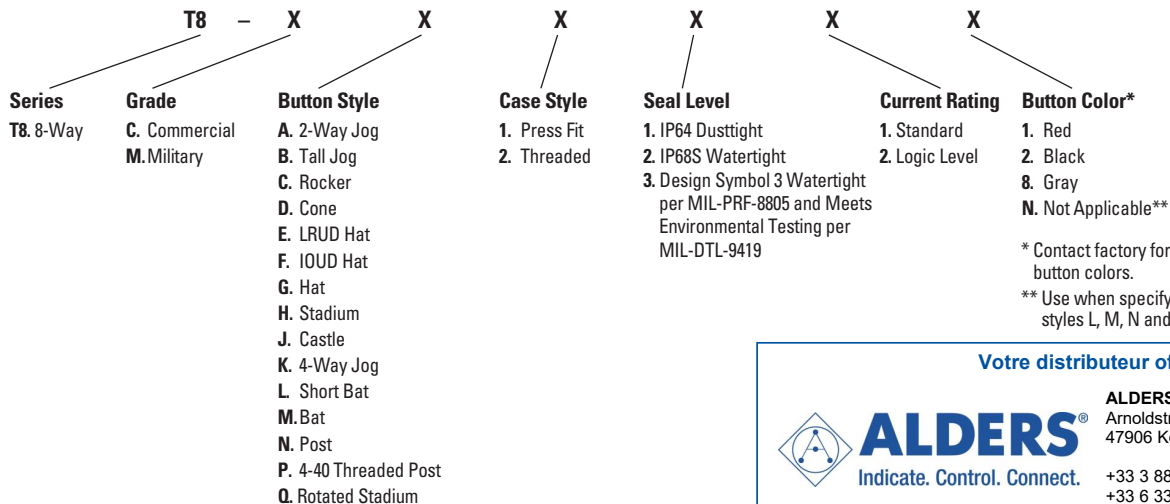 T8 – X X X X X X
Series
T8. 8-Way
Grade
C. Commercial
M. Military
Button Style
A. 2-Way Jog
B. Tall Jog
C. Rocker
D. Cone
E. LRUD Hat
F. IOUD Hat
G. Hat
H. Stadium
J. Castle
K. 4-Way Jog
L. Short Bat
M. Bat
N. Post
P. 4-40 Threaded Post
Q. Rotated Stadium
Case Style
1. Press Fit
2. Threaded
Seal Level
1. IP64 Dusttight
2. IP68S Watertight
3. Design Symbol 3 Watertight
per MIL-PRF-8805 and Meets
Environmental Testing per
MIL-DTL-9419
Current Rating
1. Standard
2. Logic Level
Button Color*
1. Red
2. Black
8. Gray
N. Not Applicable**
* Contact factory for
button colors.
** Use when specify
styles L, M, N and
Votre distributeur of
ALDERS®
Indicate. Control. Connect.
ALDERS
Arnoldstr
47906 Ke
+33 3 88
+33 6 33